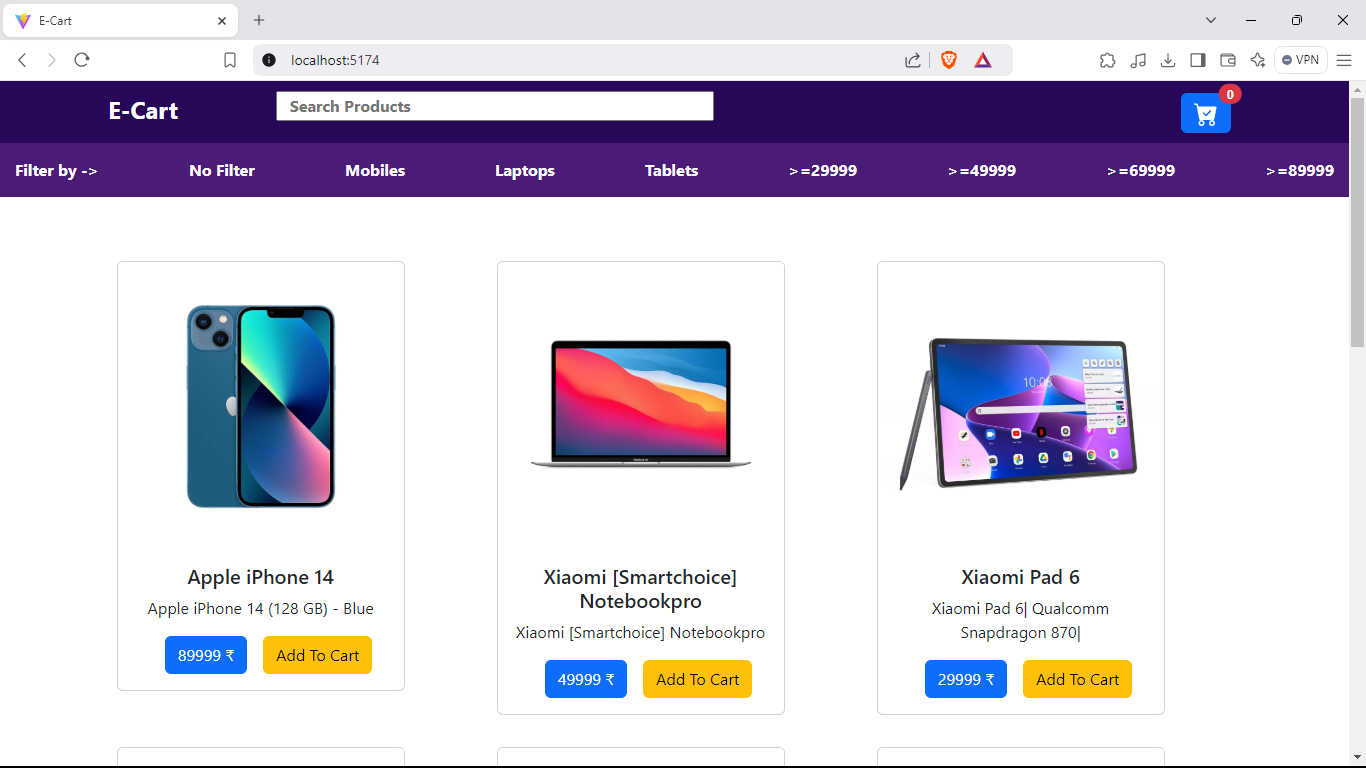 E-Cart
localhost:5174
VPN
E-Cart
Search Products
0
Filter by ->
No Filter
Mobiles
Laptops
Tablets
>=29999
>=49999
>=69999
>=89999
10:08
Apple iPhone 14
Apple iPhone 14 (128 GB) - Blue
89999 ₹
Add To Cart
Xiaomi [Smartchoice]
Notebookpro
Xiaomi [Smartchoice] Notebookpro
49999 ₹
Add To Cart
Xiaomi Pad 6
Xiaomi Pad 6| Qualcomm
Snapdragon 870|
29999 ₹
Add To Cart